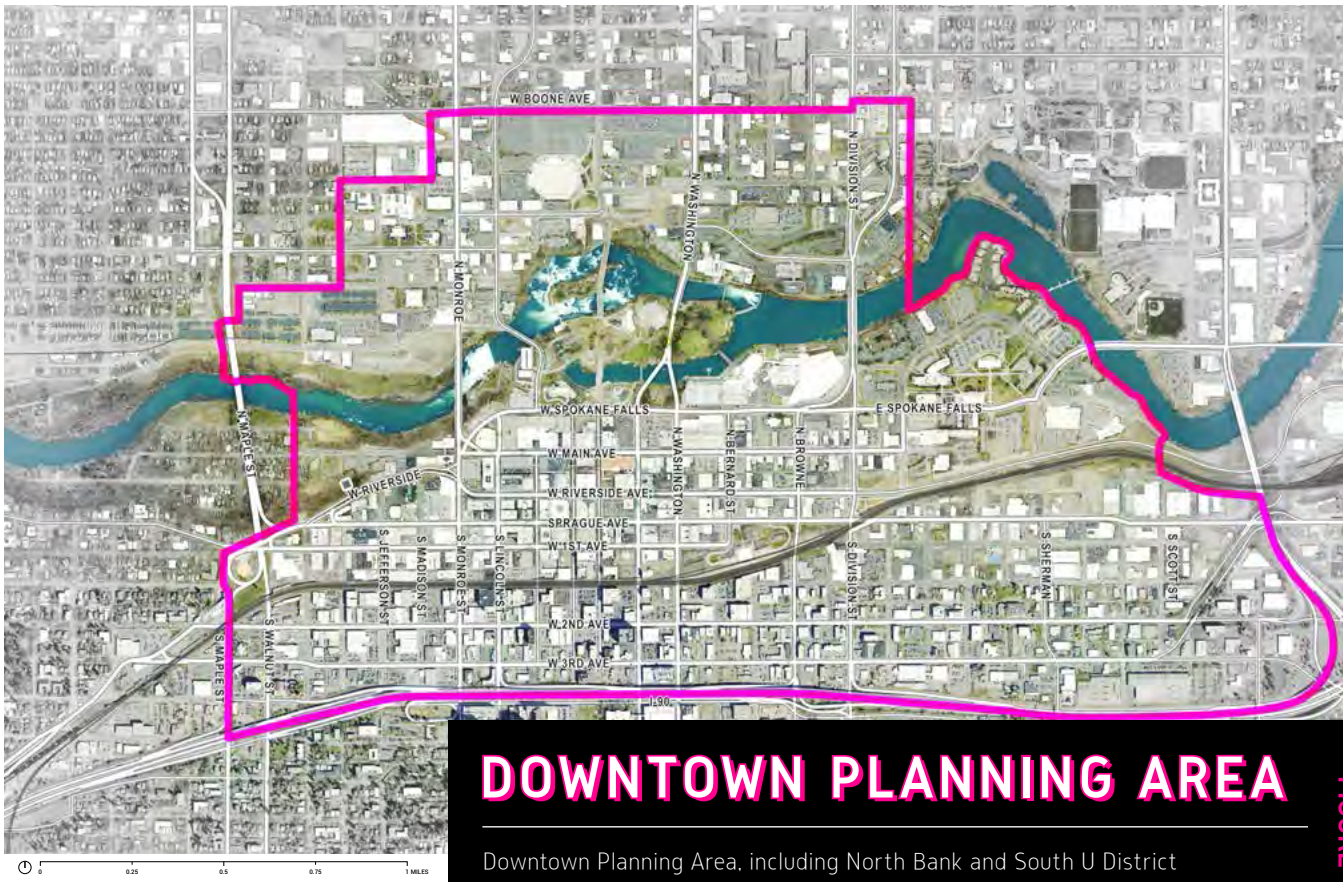 W BOONE AVE
N DIVISION ST
N WASHINGTON
N MONROE
N MAPLE ST
W SPOKANE FALLS
E SPOKANE FALLS
W MAIN AVE
N WASHINGTON
N BERNARD ST
N BROWNE
W RIVERSIDE
W RIVERSIDE AVE
SPRAGUE AVE
W 1ST AVE
S JEFFERSON ST
S MADISON ST
S MONROE ST
S LINCOLN ST
S DIVISION ST
S SHERMAN
S SCOTT ST
W 2ND AVE
S MAPLE ST
S WALNUT ST
W 3RD AVE
I-90
DOWNTOWN PLANNING AREA
Downtown Planning Area, including North Bank and South U District
0 0.25 0.5 0.75 1 MILES